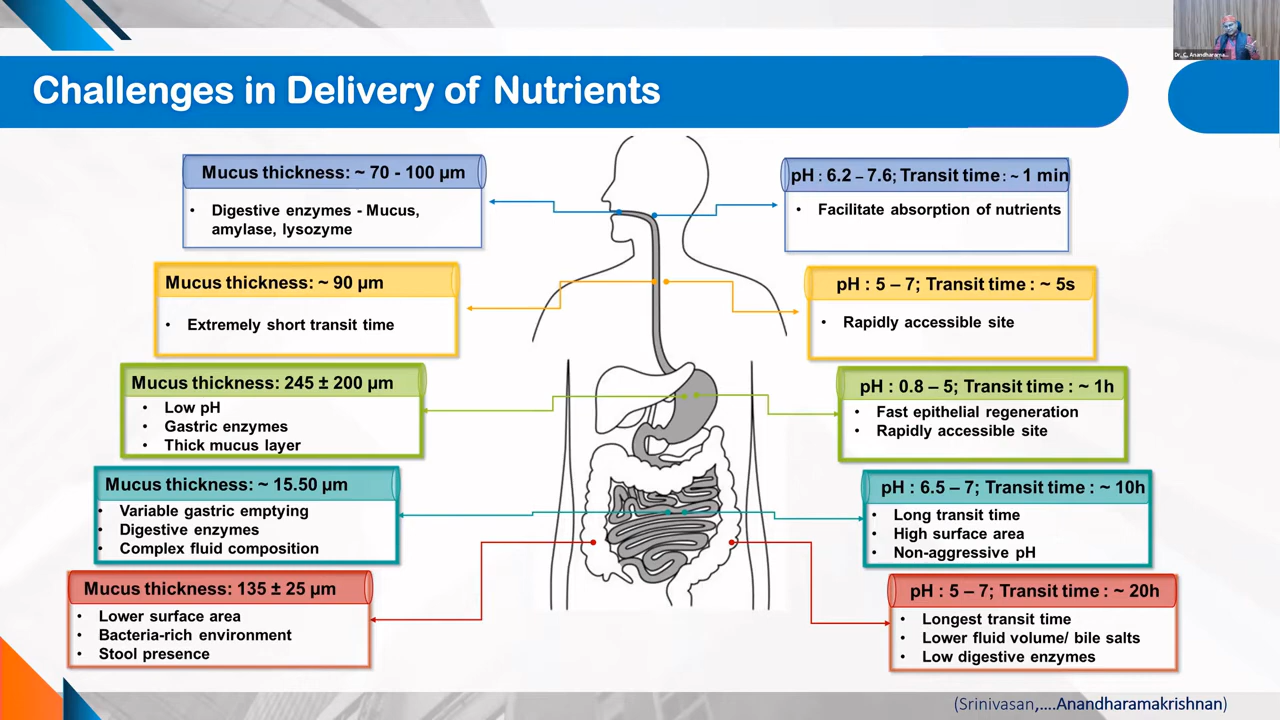 Dr. C. Anandharama...
Challenges in Delivery of Nutrients
Mucus thickness: ~ 70 - 100 µm
• Digestive enzymes - Mucus,
amylase, lysozyme
pH : 6.2 – 7.6; Transit time : ~ 1 min
• Facilitate absorption of nutrients
Mucus thickness: ~ 90 µm
• Extremely short transit time
pH : 5 – 7; Transit time : ~ 5s
• Rapidly accessible site
Mucus thickness: 245 ± 200 µm
• Low pH
• Gastric enzymes
• Thick mucus layer
pH : 0.8 – 5; Transit time : ~ 1h
• Fast epithelial regeneration
• Rapidly accessible site
Mucus thickness: ~ 15.50 µm
• Variable gastric emptying
• Digestive enzymes
• Complex fluid composition
pH : 6.5 – 7; Transit time : ~ 10h
• Long transit time
• High surface area
• Non-aggressive pH
Mucus thickness: 135 ± 25 µm
• Lower surface area
• Bacteria-rich environment
• Stool presence
pH : 5 – 7; Transit time : ~ 20h
• Longest transit time
• Lower fluid volume/ bile salts
• Low digestive enzymes
(Srinivasan,....Anandharamakrishnan)